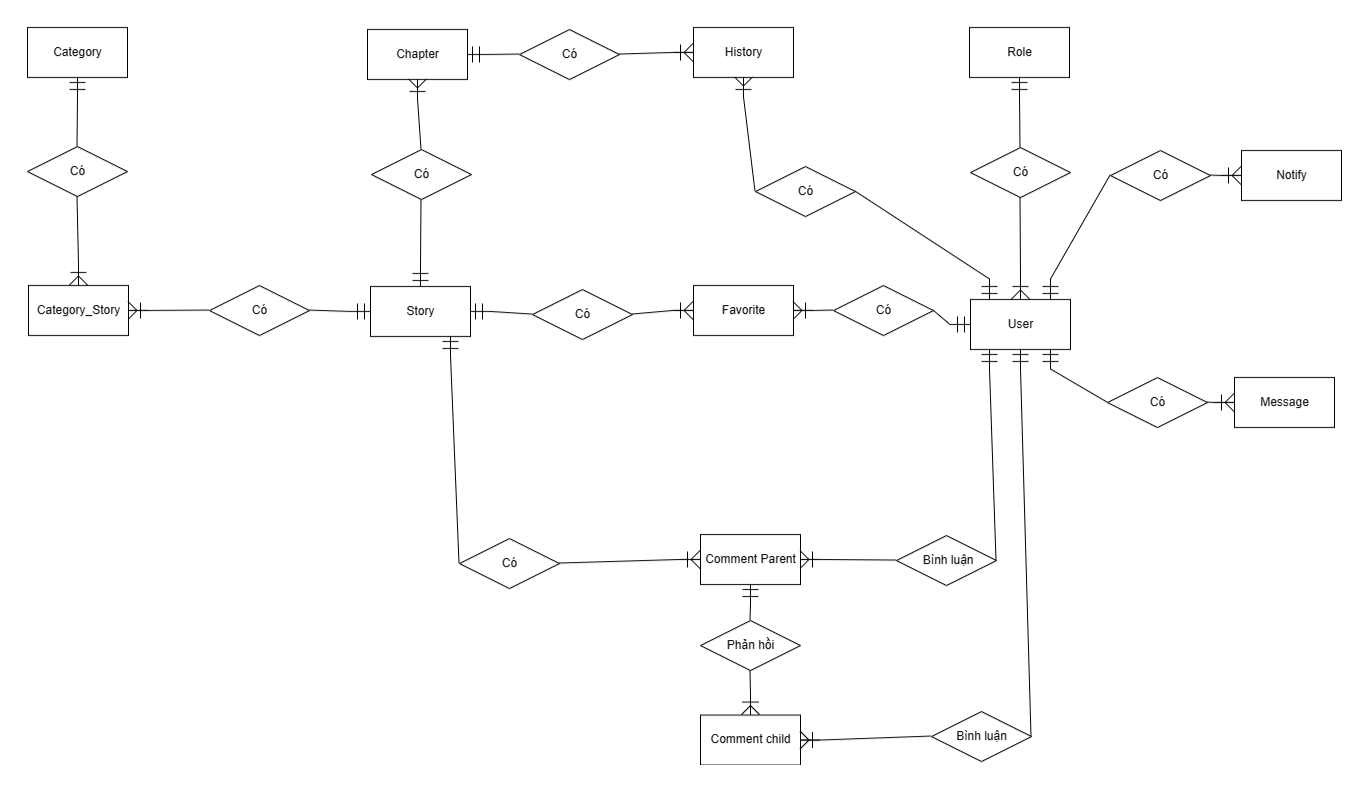 Category
Chapter
Có
History
Role
Có
Có
Có
Có
Có
Notify
Category_Story
Có
Story
Có
Favorite
Có
User
Có
Message
Có
Comment Parent
Bình luận
Phản hồi
Comment child
Bình luận